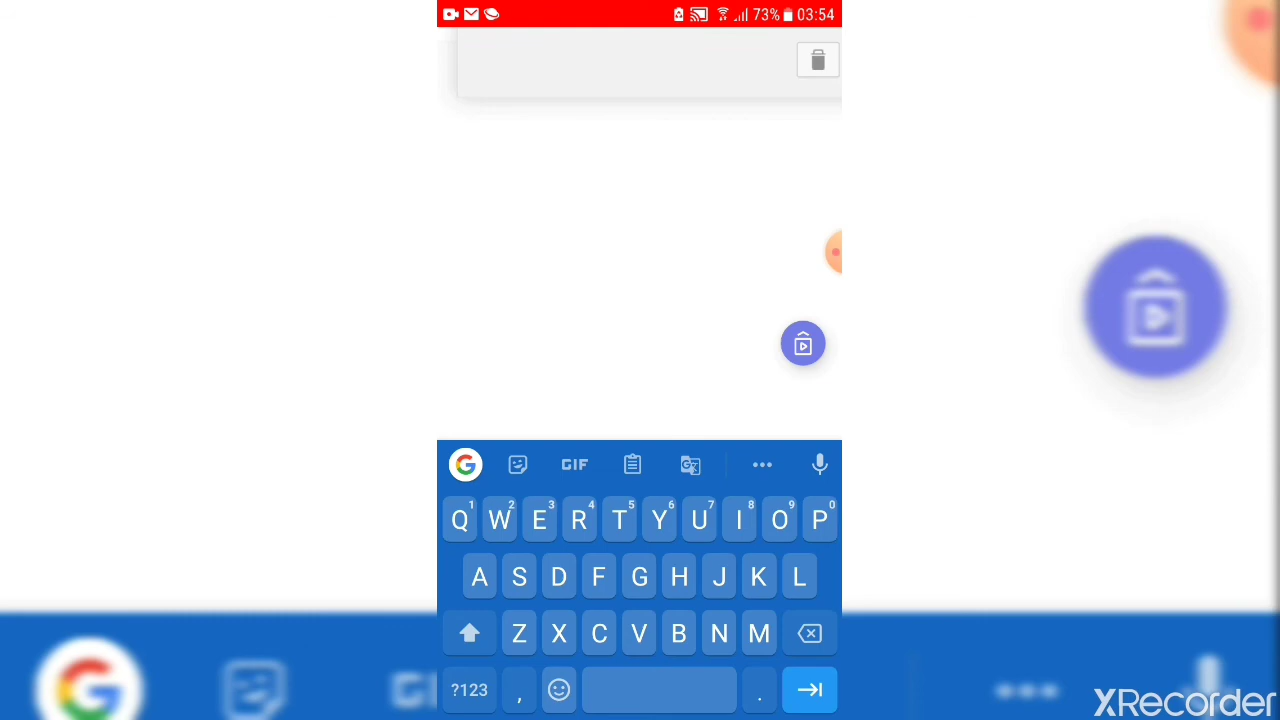 73% 03:54
G GIF G
Q1 W2 E3 R4 T5 Y6 U7 I8 O9 P0
A S D F G H J K L
Z X C V B N M
?123 , .
XRecorder